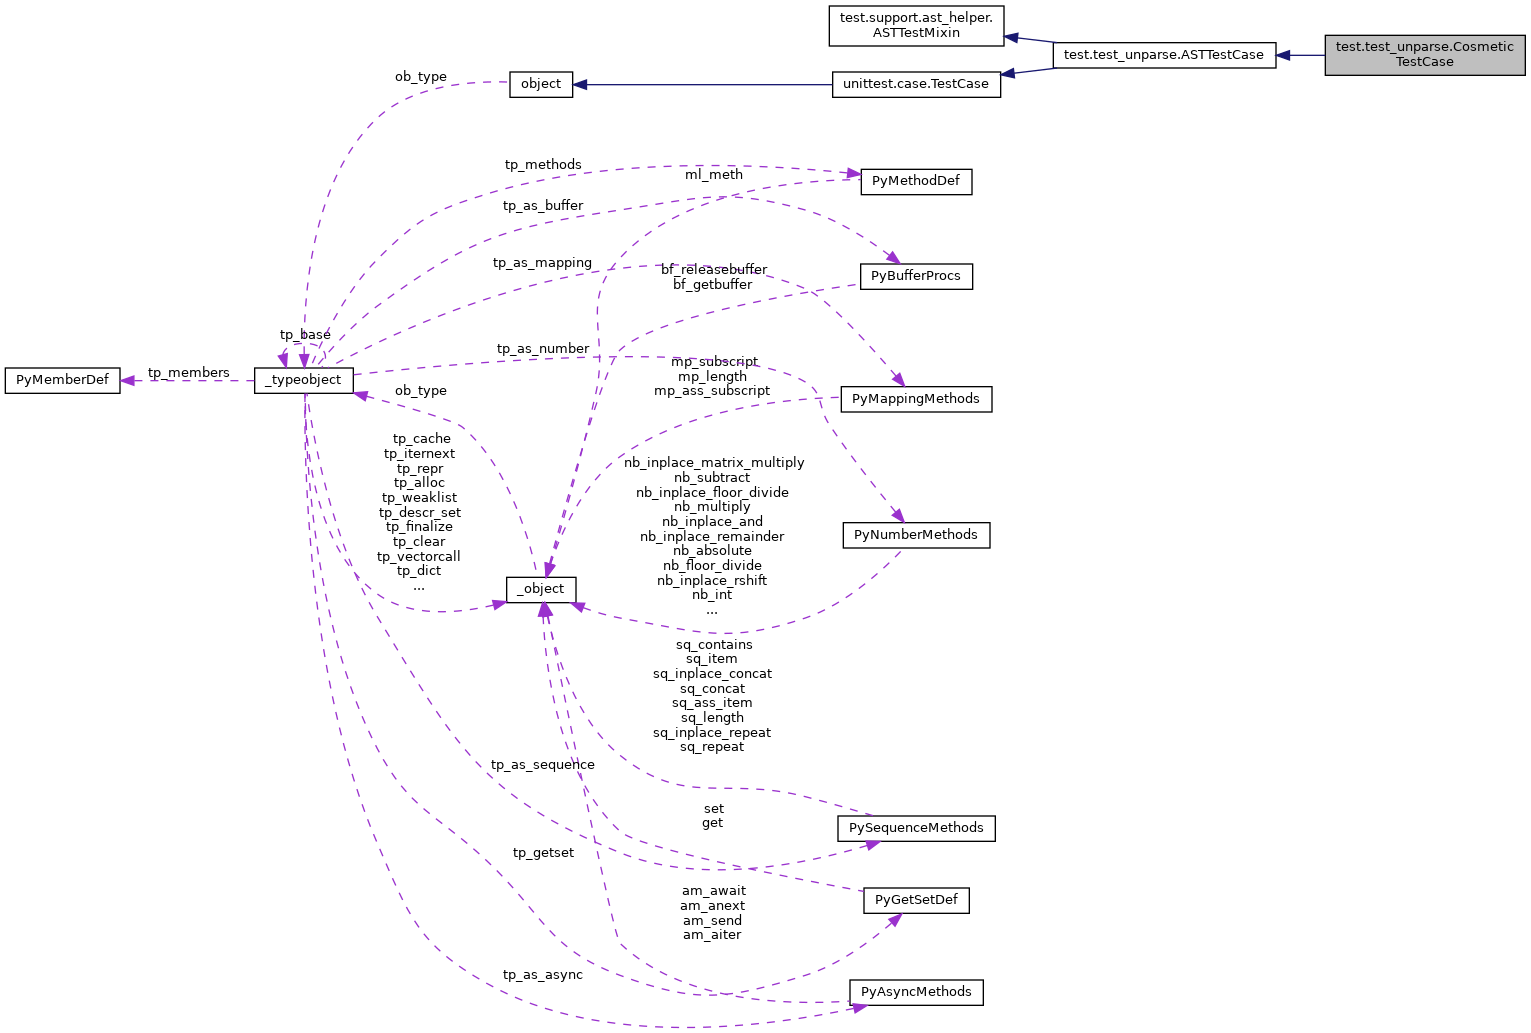 test.support.ast_helper.
ASTTestMixin
test.test_unparse.Cosmetic
TestCase
test.test_unparse.ASTTestCase
ob_type
object
unittest.case.TestCase
tp_methods
ml_meth
PyMethodDef
tp_as_buffer
tp_as_mapping
bf_releasebuffer
bf_getbuffer
PyBufferProcs
tp_base
tp_as_number
mp_subscript
mp_length
mp_ass_subscript
PyMemberDef
tp_members
_typeobject
ob_type
PyMappingMethods
tp_cache
tp_iternext
tp_repr
tp_alloc
tp_weaklist
tp_descr_set
tp_finalize
tp_clear
tp_vectorcall
tp_dict
...
nb_inplace_matrix_multiply
nb_subtract
nb_inplace_floor_divide
nb_multiply
nb_inplace_and
nb_inplace_remainder
nb_absolute
nb_floor_divide
nb_inplace_rshift
nb_int
...
PyNumberMethods
_object
sq_contains
sq_item
sq_inplace_concat
sq_concat
sq_ass_item
sq_length
sq_inplace_repeat
sq_repeat
tp_as_sequence
set
get
PySequenceMethods
tp_getset
am_await
am_anext
am_send
am_aiter
PyGetSetDef
tp_as_async
PyAsyncMethods